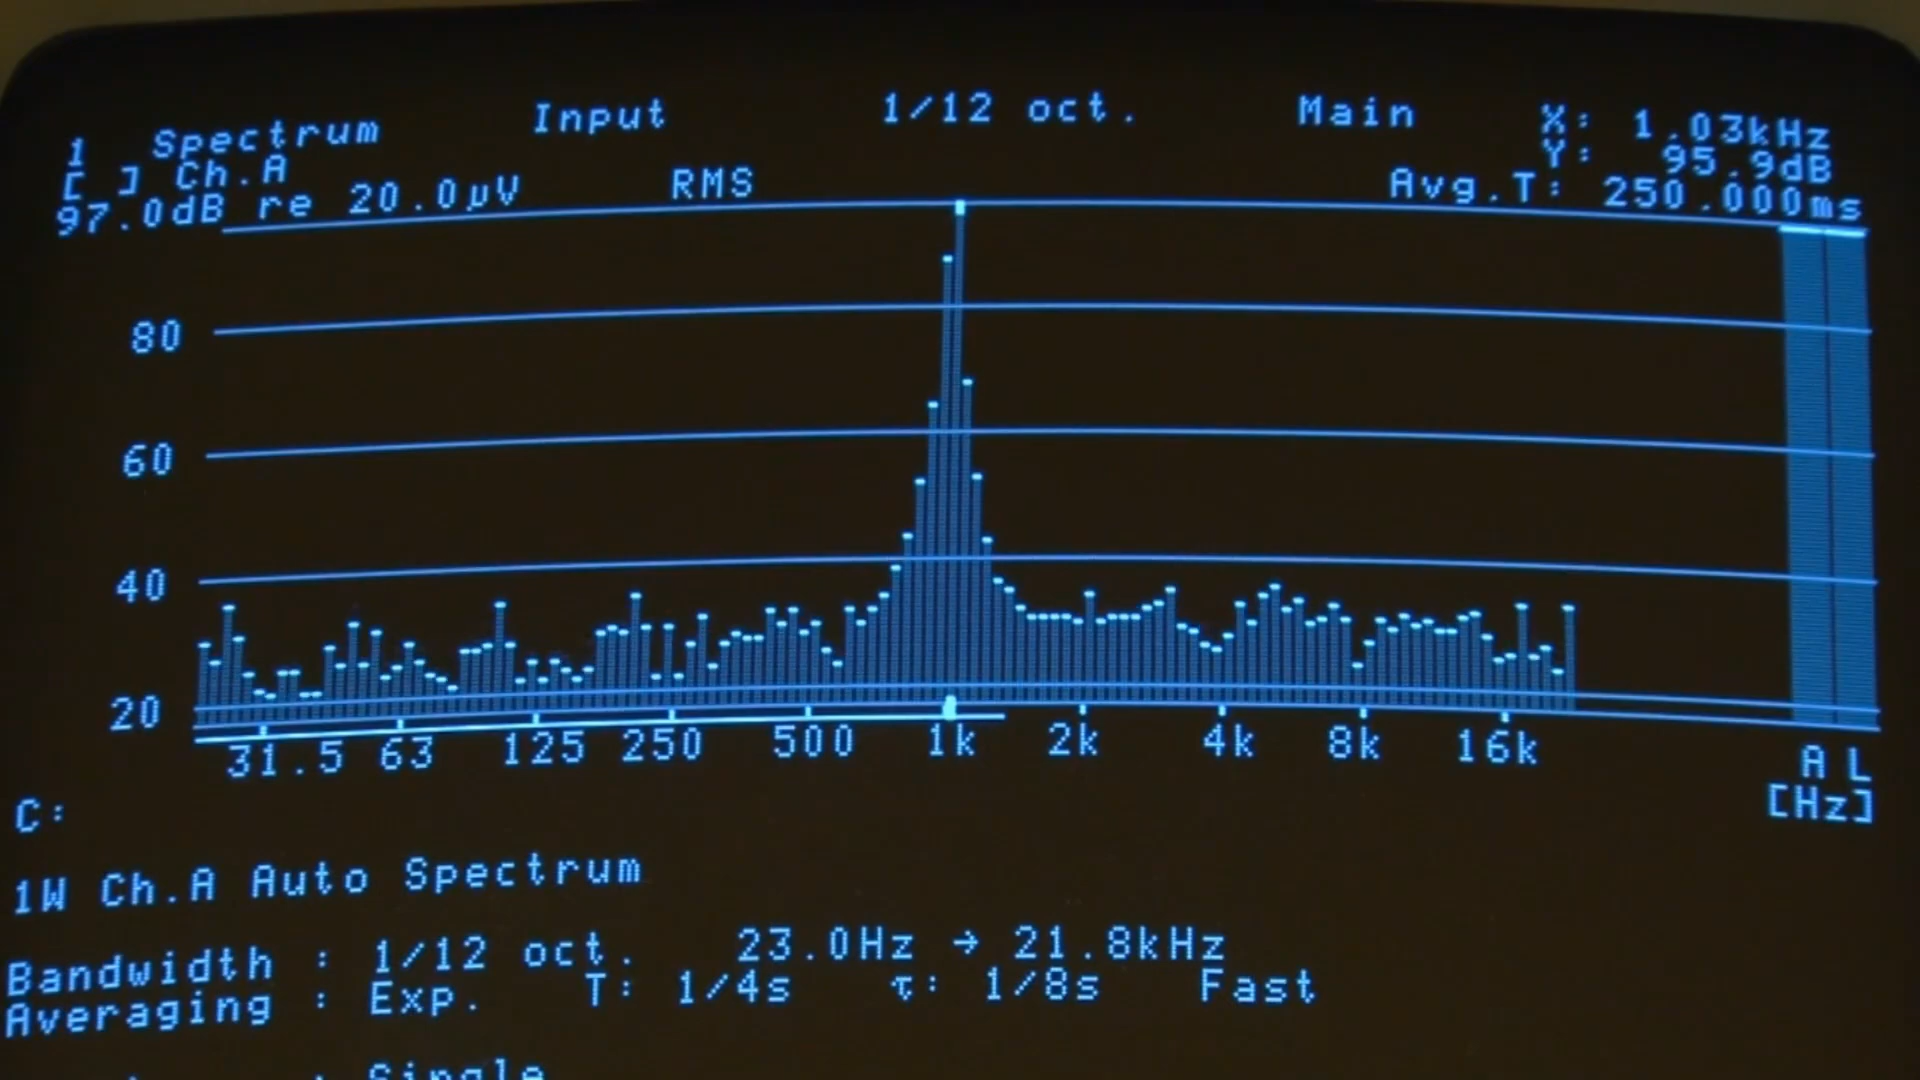 1 Spectrum Input 1/12 oct. Main X: 1.03kHz
[ ] Ch.A Y: 95.9dB
97.0dB re 20.0µV RMS Avg.T: 250.000ms
80
60
40
20
31.5 63 125 250 500 1k 2k 4k 8k 16k A L
[Hz]
C:
1W Ch.A Auto Spectrum
Bandwidth : 1/12 oct. 23.0Hz → 21.8kHz
Averaging : Exp. T: 1/4s τ: 1/8s Fast
: Single